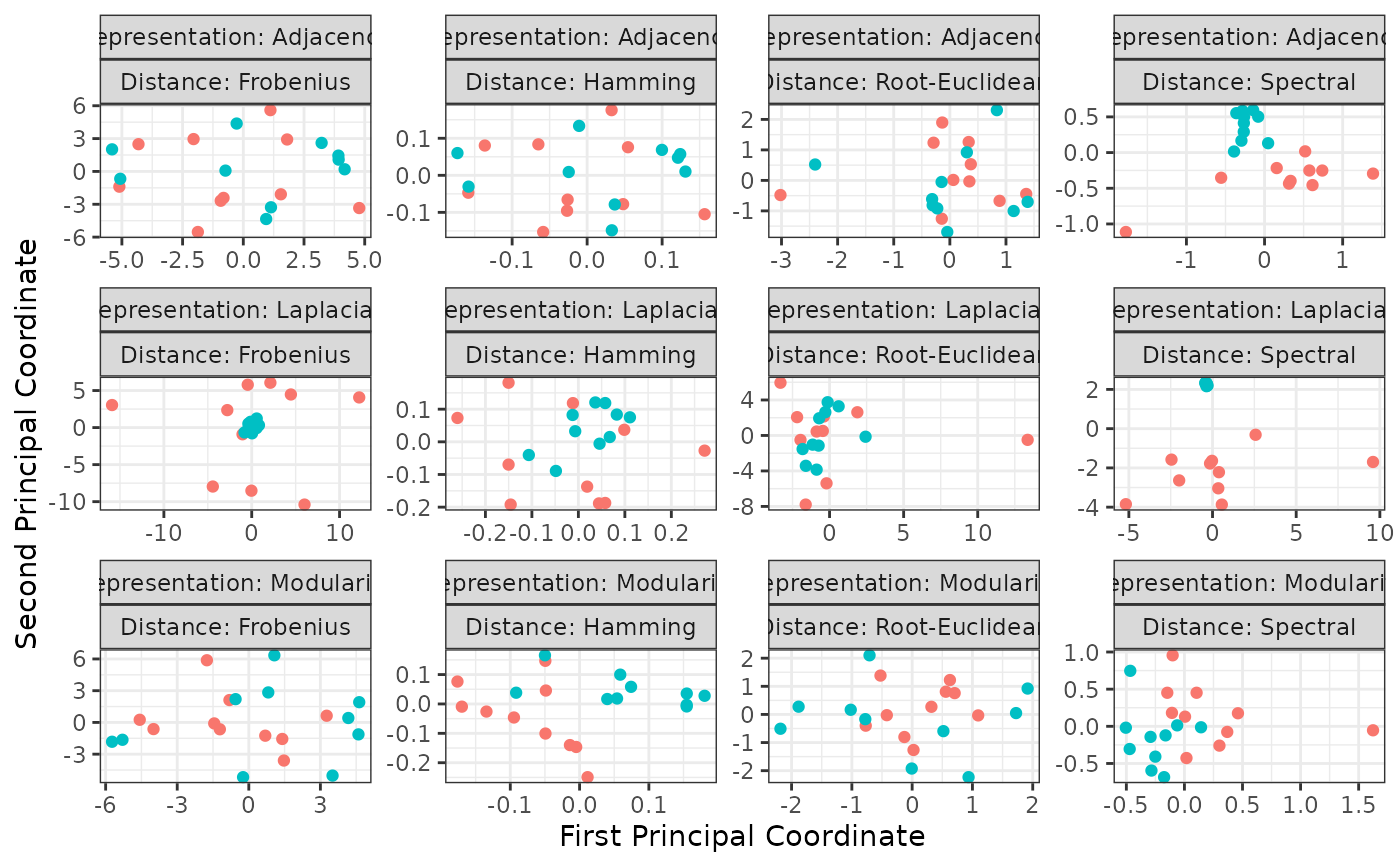 epresentation: Adjacenc
epresentation: Adjacenc
epresentation: Adjacenc
epresentation: Adjacenc
Distance: Frobenius
Distance: Hamming
Distance: Root-Euclidean
Distance: Spectral
6
3
0
-3
-6
-5.0 -2.5 0.0 2.5 5.0
0.1
0.0
-0.1
-0.1 0.0 0.1
2
1
0
-1
-3 -2 -1 0 1
0.5
0.0
-0.5
-1.0
-1 0 1
epresentation: Laplacia
epresentation: Laplacia
epresentation: Laplacia
epresentation: Laplacia
Distance: Frobenius
Distance: Hamming
Distance: Root-Euclidean
Distance: Spectral
5
0
-5
-10
-10 0 10
0.1
0.0
-0.1
-0.2
-0.2 -0.1 0.0 0.1 0.2
4
0
-4
-8
0 5 10
2
0
-2
-4
-5 0 5 10
epresentation: Modulari
epresentation: Modulari
epresentation: Modulari
epresentation: Modulari
Distance: Frobenius
Distance: Hamming
Distance: Root-Euclidean
Distance: Spectral
6
3
0
-3
-6 -3 0 3
0.1
0.0
-0.1
-0.2
-0.1 0.0 0.1
2
1
0
-1
-2
-2 -1 0 1 2
1.0
0.5
0.0
-0.5
-0.5 0.0 0.5 1.0 1.5
First Principal Coordinate
Second Principal Coordinate